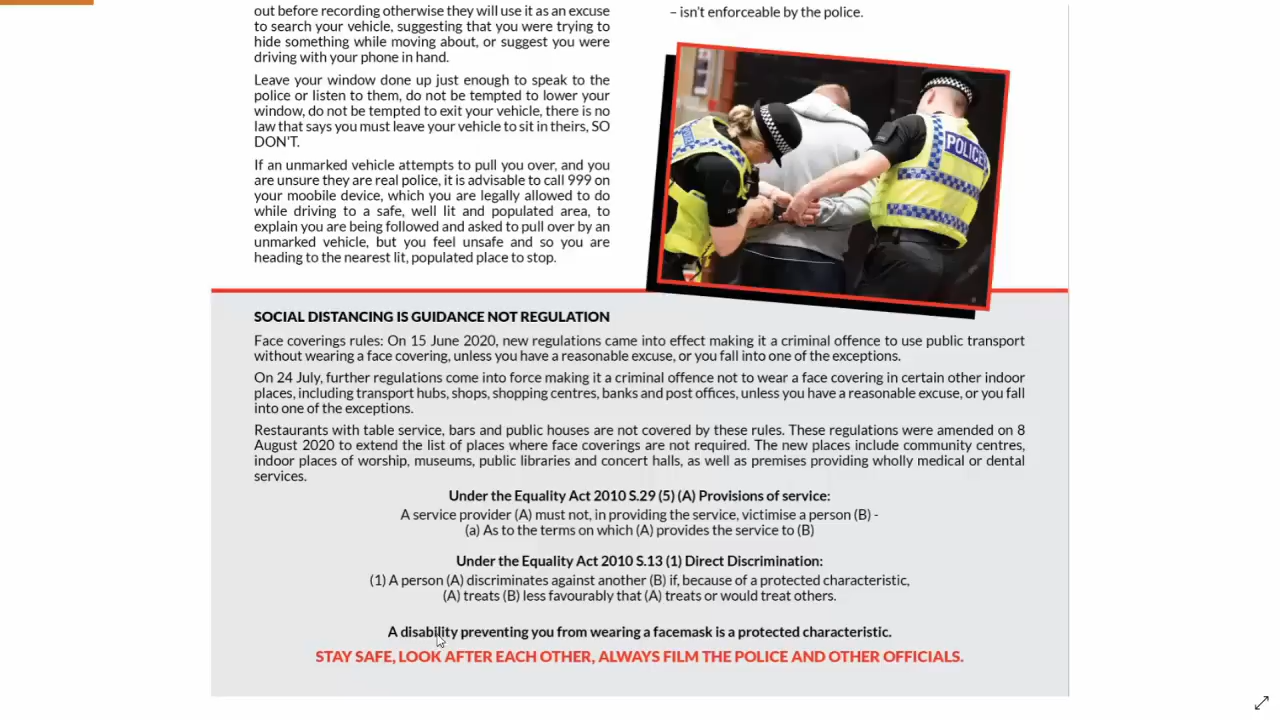 out before recording otherwise they will use it as an excuse
to search your vehicle, suggesting that you were trying to
hide something while moving about, or suggest you were
driving with your phone in hand.
Leave your window done up just enough to speak to the
police or listen to them, do not be tempted to lower your
window, do not be tempted to exit your vehicle, there is no
law that says you must leave your vehicle to sit in theirs, SO
DON'T.
If an unmarked vehicle attempts to pull you over, and you
are unsure they are real police, it is advisable to call 999 on
your moobile device, which you are legally allowed to do
while driving to a safe, well lit and populated area, to
explain you are being followed and asked to pull over by an
unmarked vehicle, but you feel unsafe and so you are
heading to the nearest lit, populated place to stop.
– isn't enforceable by the police.
POLICE
SOCIAL DISTANCING IS GUIDANCE NOT REGULATION
Face coverings rules: On 15 June 2020, new regulations came into effect making it a criminal offence to use public transport
without wearing a face covering, unless you have a reasonable excuse, or you fall into one of the exceptions.
On 24 July, further regulations come into force making it a criminal offence not to wear a face covering in certain other indoor
places, including transport hubs, shops, shopping centres, banks and post offices, unless you have a reasonable excuse, or you fall
into one of the exceptions.
Restaurants with table service, bars and public houses are not covered by these rules. These regulations were amended on 8
August 2020 to extend the list of places where face coverings are not required. The new places include community centres,
indoor places of worship, museums, public libraries and concert halls, as well as premises providing wholly medical or dental
services.
Under the Equality Act 2010 S.29 (5) (A) Provisions of service:
A service provider (A) must not, in providing the service, victimise a person (B) -
(a) As to the terms on which (A) provides the service to (B)
Under the Equality Act 2010 S.13 (1) Direct Discrimination:
(1) A person (A) discriminates against another (B) if, because of a protected characteristic,
(A) treats (B) less favourably that (A) treats or would treat others.
A disability preventing you from wearing a facemask is a protected characteristic.
STAY SAFE, LOOK AFTER EACH OTHER, ALWAYS FILM THE POLICE AND OTHER OFFICIALS.